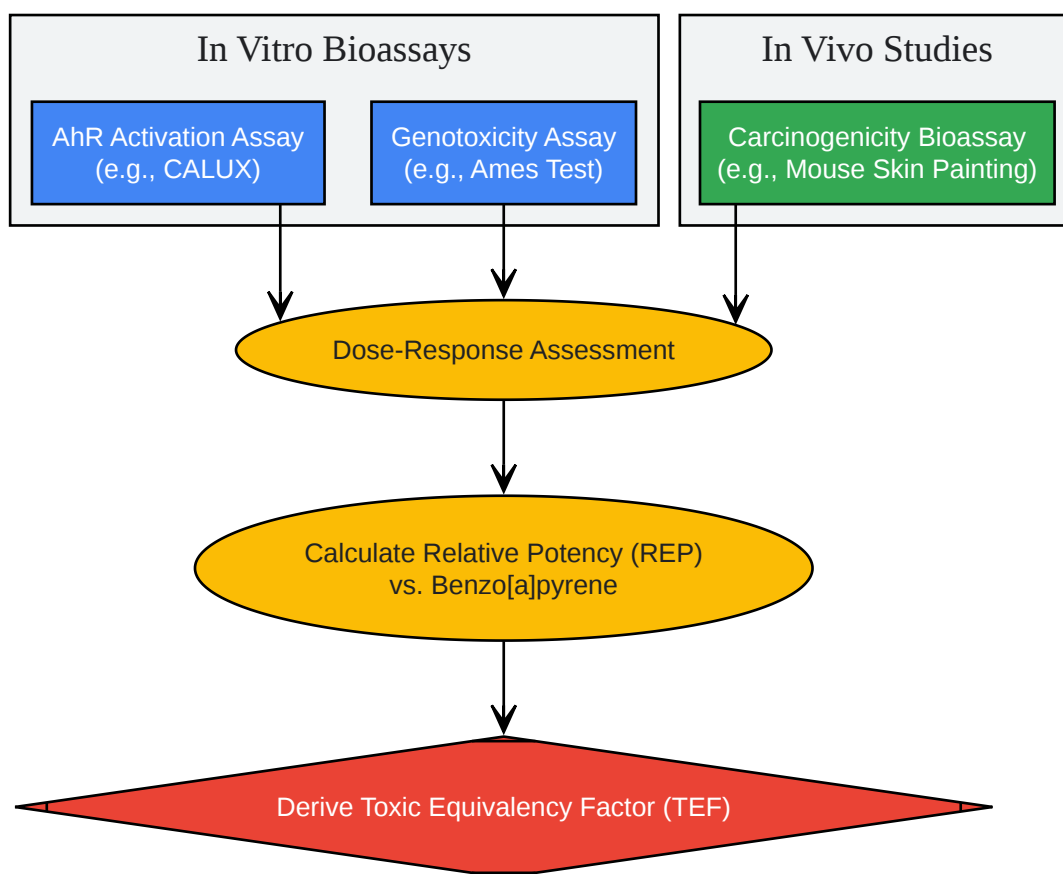 In Vitro Bioassays
In Vivo Studies
AhR Activation Assay
(e.g., CALUX)
Genotoxicity Assay
(e.g., Ames Test)
Carcinogenicity Bioassay
(e.g., Mouse Skin Painting)
Dose-Response Assessment
Calculate Relative Potency (REP)
vs. Benzo[a]pyrene
Derive Toxic Equivalency Factor (TEF)